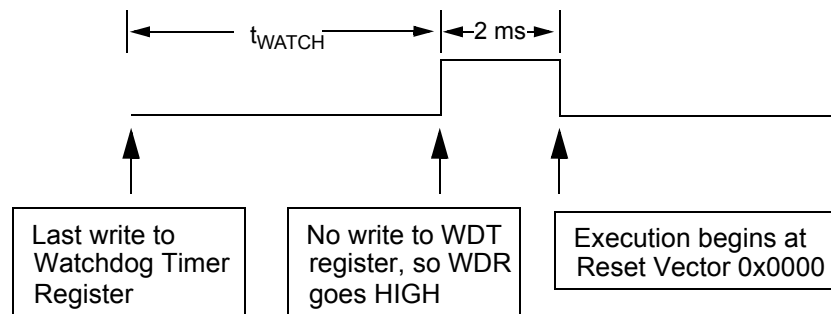 tWATCH
2 ms
Last write to
Watchdog Timer
Register
No write to WDT
register, so WDR
goes HIGH
Execution begins at
Reset Vector 0x0000